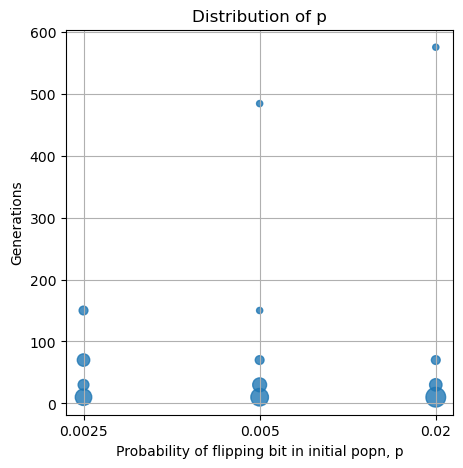 Distribution of p
600
500
400
300
200
100
0
Generations
0.0025 0.005 0.02
Probability of flipping bit in initial popn, p